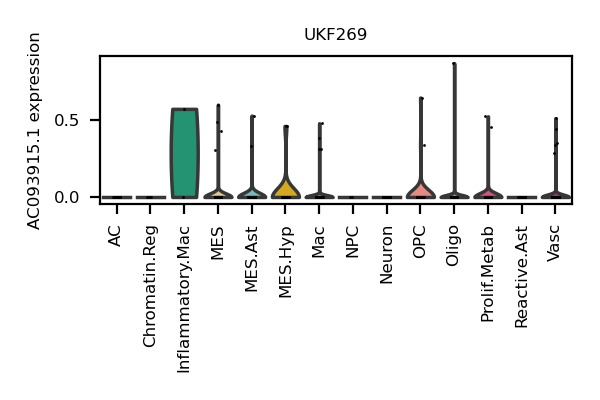 UKF269
AC093915.1 expression
0.5
0.0
AC
Chromatin.Reg
Inflammatory.Mac
MES
MES.Ast
MES.Hyp
Mac
NPC
Neuron
OPC
Oligo
Prolif.Metab
Reactive.Ast
Vasc